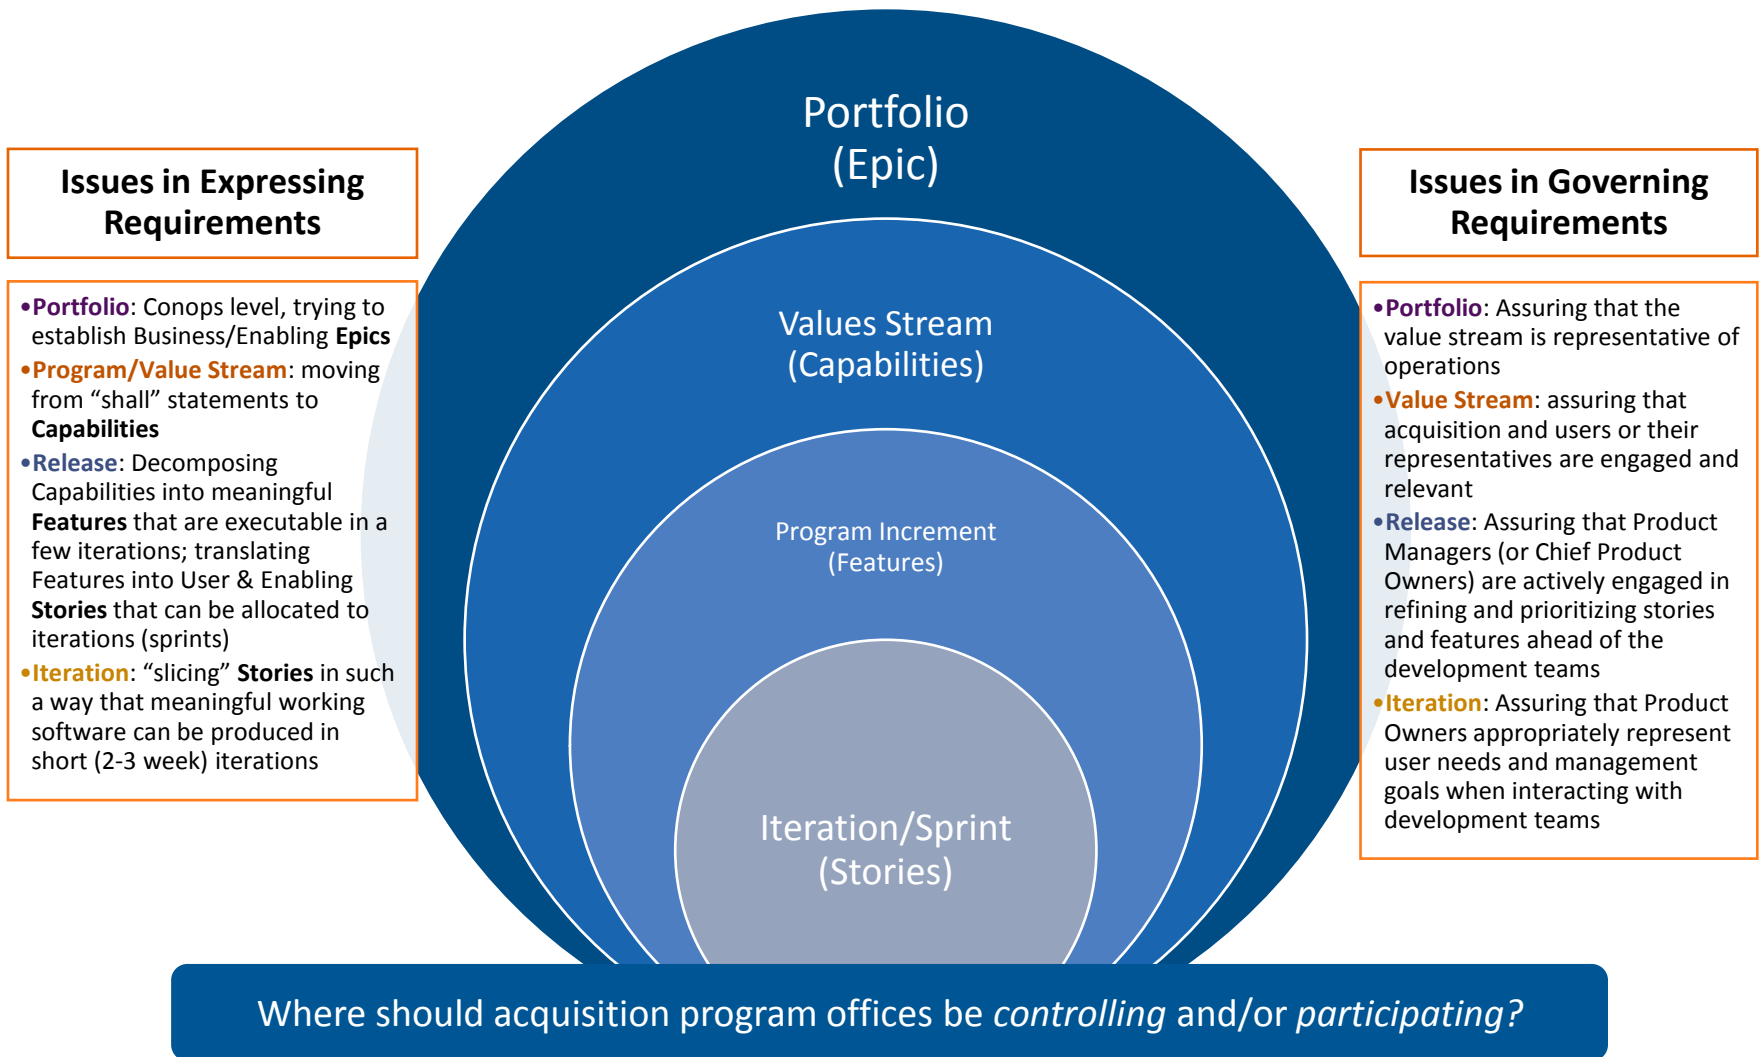 Issues in Expressing
Requirements
•Portfolio: Conops level, trying to
establish Business/Enabling Epics
•Program/Value Stream: moving
from “shall” statements to
Capabilities
•Release: Decomposing
Capabilities into meaningful
Features that are executable in a
few iterations; translating
Features into User & Enabling
Stories that can be allocated to
iterations (sprints)
•Iteration: “slicing” Stories in such
a way that meaningful working
software can be produced in
short (2-3 week) iterations
Portfolio
(Epic)
Values Stream
(Capabilities)
Program Increment
(Features)
Iteration/Sprint
(Stories)
Issues in Governing
Requirements
•Portfolio: Assuring that the
value stream is representative of
operations
•Value Stream: assuring that
acquisition and users or their
representatives are engaged and
relevant
•Release: Assuring that Product
Managers (or Chief Product
Owners) are actively engaged in
refining and prioritizing stories
and features ahead of the
development teams
•Iteration: Assuring that Product
Owners appropriately represent
user needs and management
goals when interacting with
development teams
Where should acquisition program offices be controlling and/or participating?